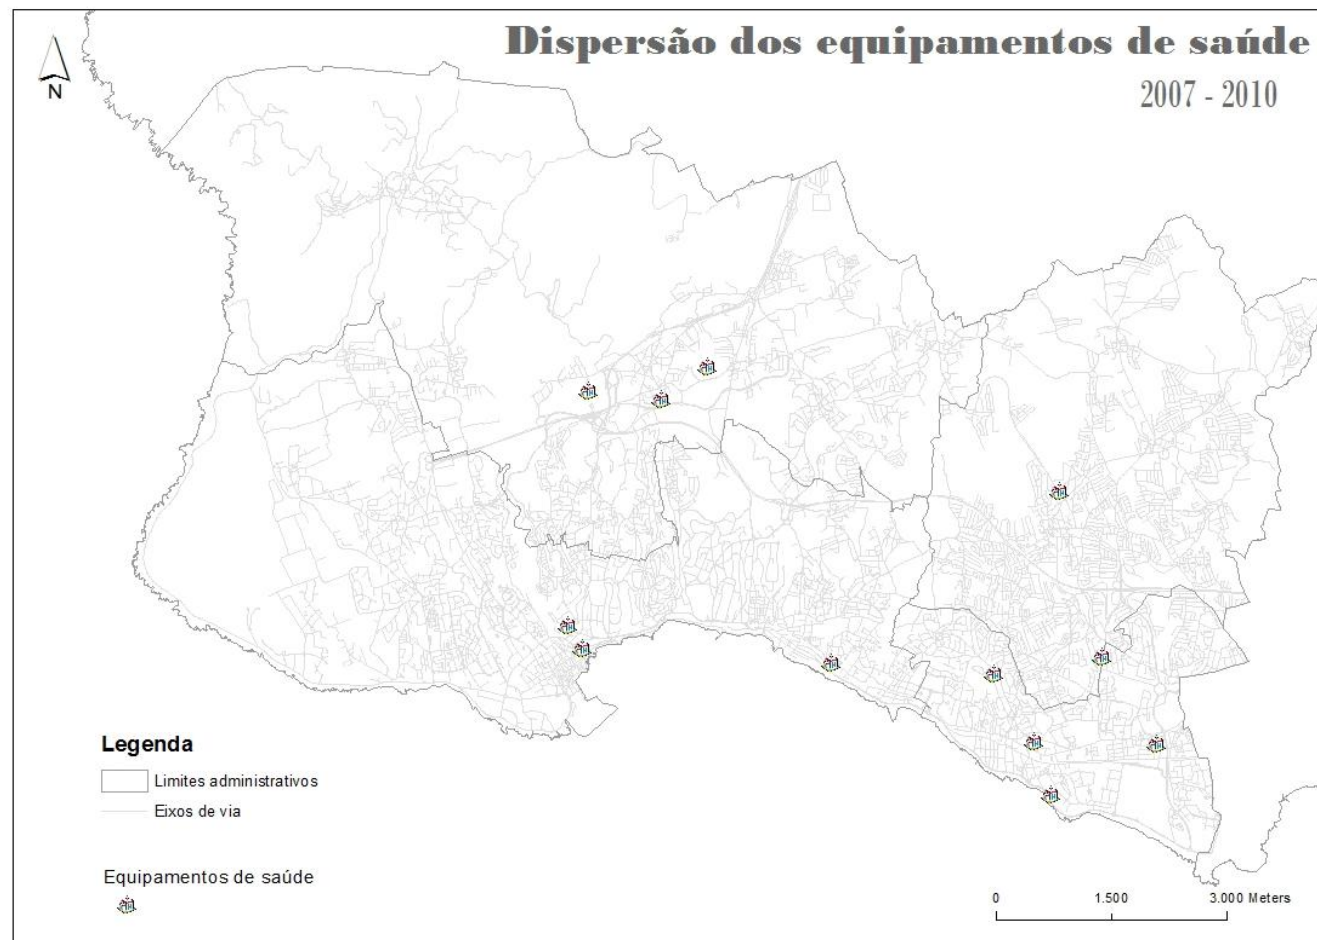 Dispersão dos equipamentos de saúde
2007 - 2010
N
Legenda
Limites administrativos
Eixos de via
Equipamentos de saúde
0 1.500 3.000 Meters